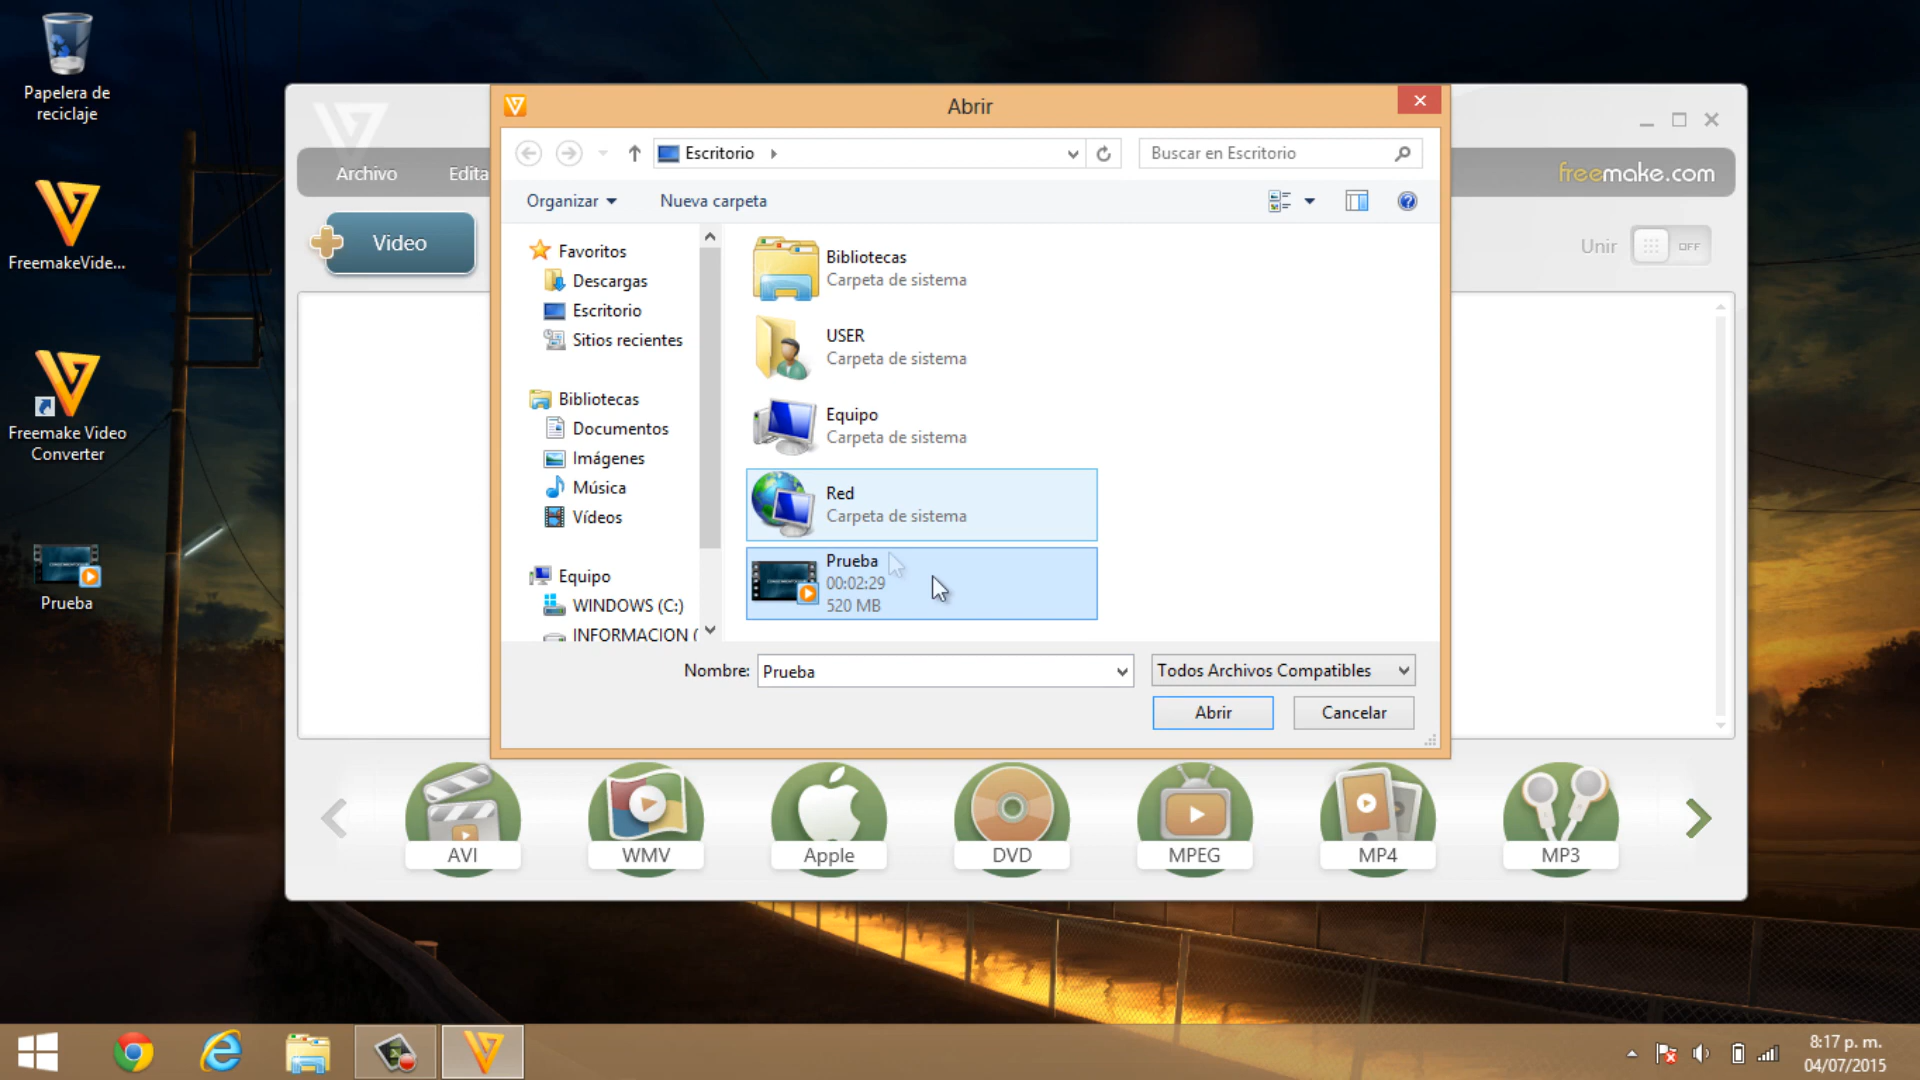 Papelera de
reciclaje
FreemakeVide...
Freemake Video
Converter
Prueba
Archivo
Edita
Video
freemake.com
Unir
OFF
Abrir
Escritorio
Buscar en Escritorio
Organizar
Nueva carpeta
Favoritos
Descargas
Escritorio
Sitios recientes
Bibliotecas
Documentos
Imágenes
Música
Vídeos
Equipo
WINDOWS (C:)
INFORMACION (
Bibliotecas
Carpeta de sistema
USER
Carpeta de sistema
Equipo
Carpeta de sistema
Red
Carpeta de sistema
Prueba
00:02:29
520 MB
Nombre:
Prueba
Todos Archivos Compatibles
Abrir
Cancelar
AVI
WMV
Apple
DVD
MPEG
MP4
MP3
8:17 p. m.
04/07/2015